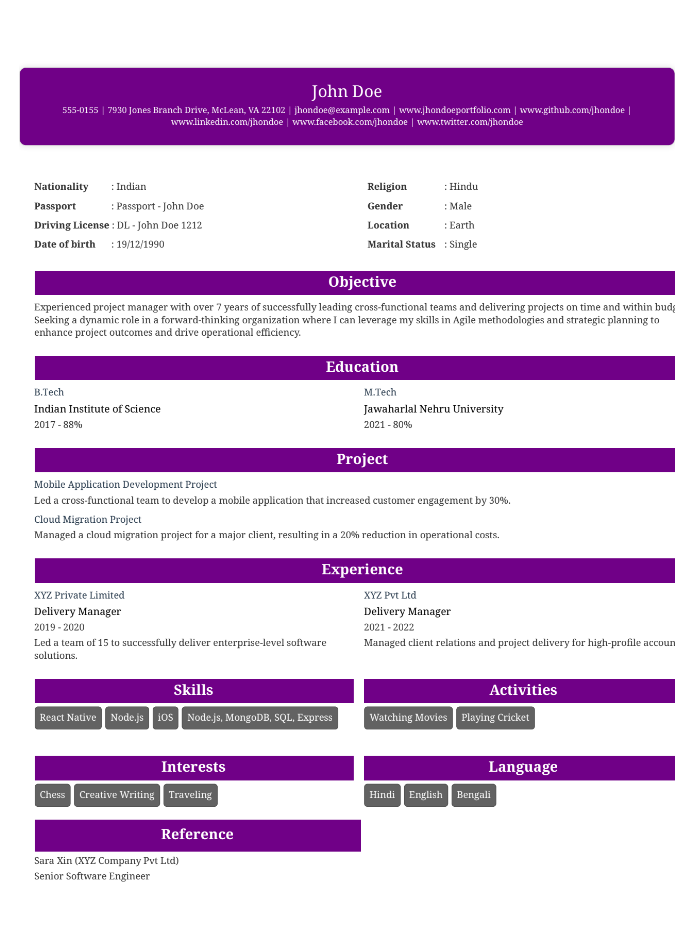 John Doe
555-0155 | 7930 Jones Branch Drive, McLean, VA 22102 | jhondoe@example.com | www.jhondoeportfolio.com | www.github.com/jhondoe |
www.linkedin.com/jhondoe | www.facebook.com/jhondoe | www.twitter.com/jhondoe
Nationality : Indian
Passport : Passport - John Doe
Driving License : DL - John Doe 1212
Date of birth : 19/12/1990
Religion : Hindu
Gender : Male
Location : Earth
Marital Status : Single
Objective
Experienced project manager with over 7 years of successfully leading cross-functional teams and delivering projects on time and within
Seeking a dynamic role in a forward-thinking organization where I can leverage my skills in Agile methodologies and strategic planning to
enhance project outcomes and drive operational efficiency.
Education
B.Tech
Indian Institute of Science
2017 - 88%
M.Tech
Jawaharlal Nehru University
2021 - 80%
Project
Mobile Application Development Project
Led a cross-functional team to develop a mobile application that increased customer engagement by 30%.
Cloud Migration Project
Managed a cloud migration project for a major client, resulting in a 20% reduction in operational costs.
Experience
XYZ Private Limited
Delivery Manager
2019 - 2020
Led a team of 15 to successfully deliver enterprise-level software
solutions.
XYZ Pvt Ltd
Delivery Manager
2021 - 2022
Managed client relations and project delivery for high-profile
Skills
React Native Node.js iOS Node.js, MongoDB, SQL, Express
Activities
Watching Movies Playing Cricket
Interests
Chess Creative Writing Traveling
Language
Hindi English Bengali
Reference
Sara Xin (XYZ Company Pvt Ltd)
Senior Software Engineer